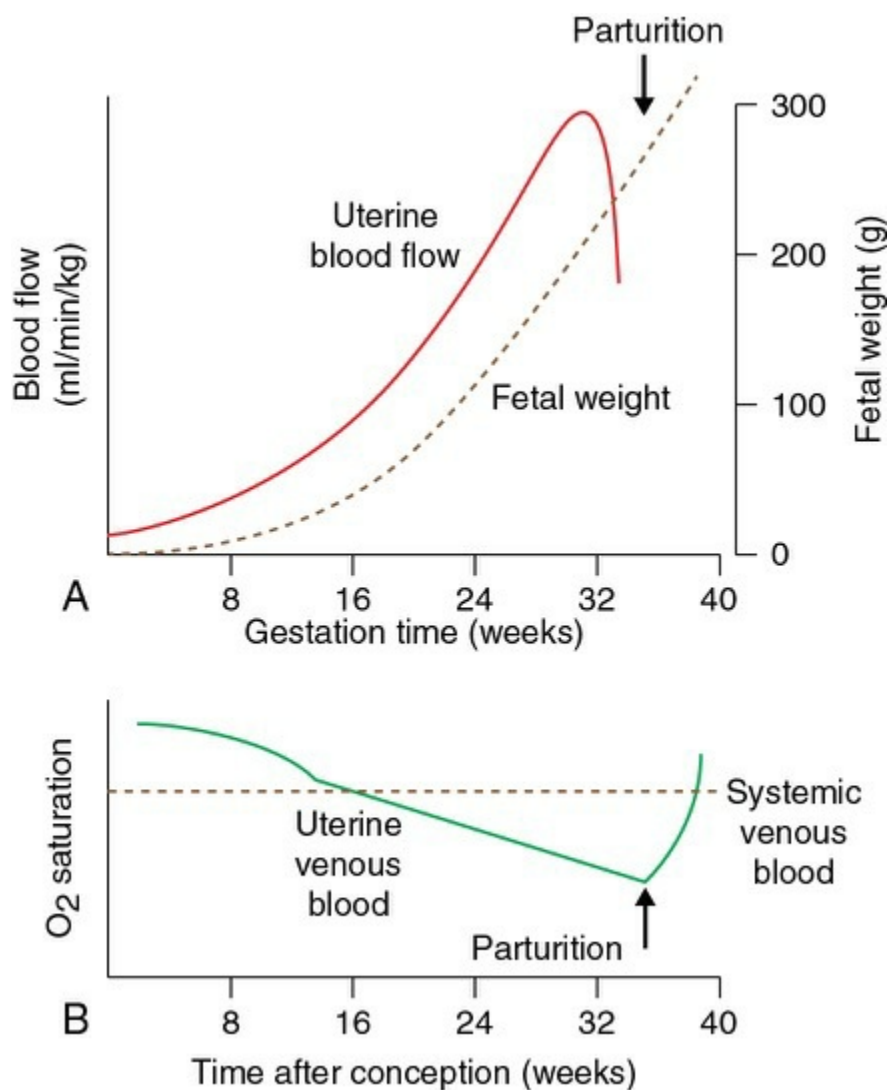 Parturition
300
200
100
0
Fetal weight (g)
Blood flow
(ml/min/kg)
Uterine
blood flow
Fetal weight
A
8 16 24 32 40
Gestation time (weeks)
O2 saturation
Systemic
venous
blood
Uterine
venous
blood
Parturition
B
8 16 24 32 40
Time after conception (weeks)